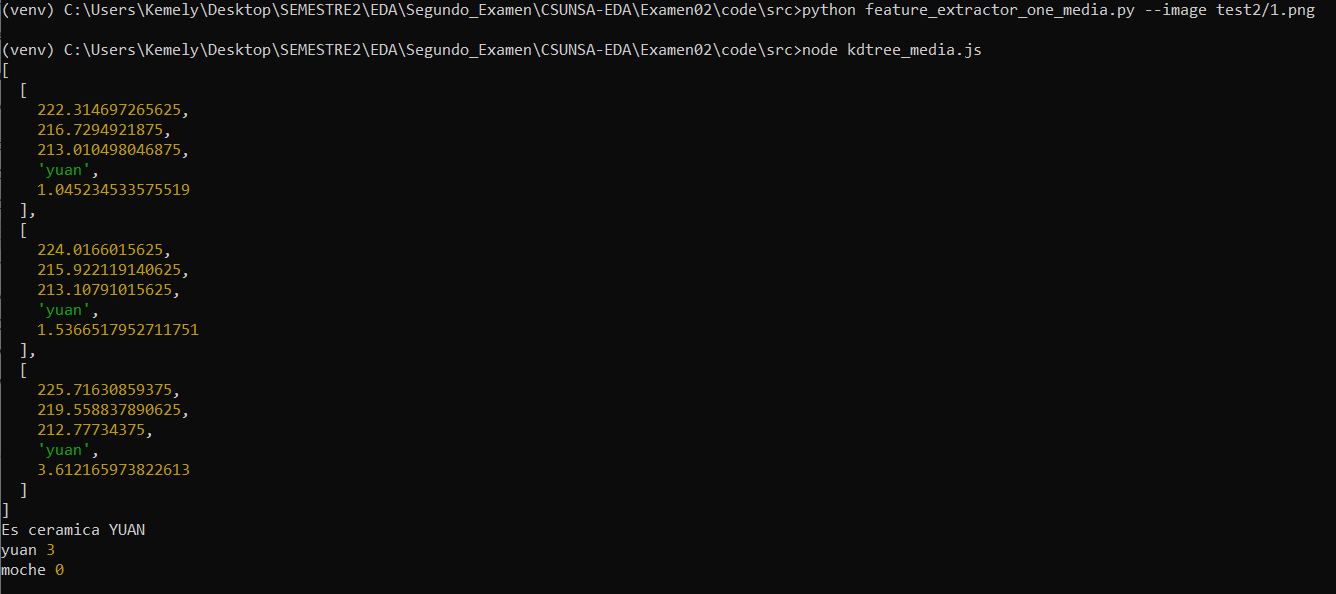 (venv) C:\Users\Kemely\Desktop\SEMESTRE2\EDA\Segundo_Examen\CSUNSA-EDA\Examen02\code\src>python feature_extractor_one_media.py --image test2/1.png
(venv) C:\Users\Kemely\Desktop\SEMESTRE2\EDA\Segundo_Examen\CSUNSA-EDA\Examen02\code\src>node kdtree_media.js
[
  [
    222.314697265625,
    216.7294921875,
    213.010498046875,
    'yuan',
    1.045234533575519
  ],
  [
    224.0166015625,
    215.922119140625,
    213.10791015625,
    'yuan',
    1.5366517952711751
  ],
  [
    225.71630859375,
    219.558837890625,
    212.77734375,
    'yuan',
    3.612165973822613
  ]
]
Es ceramica YUAN
yuan 3
moche 0